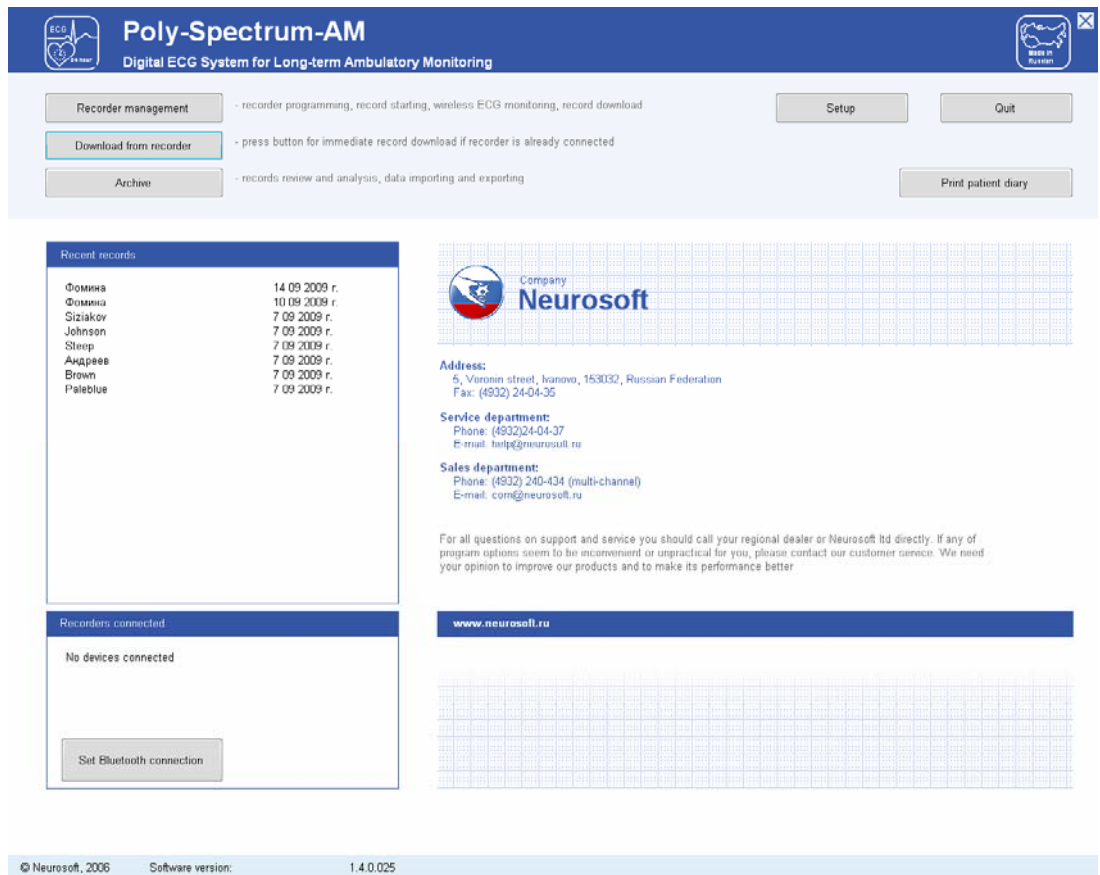 ECG
24 hour
Poly-Spectrum-AM
Digital ECG System for Long-term Ambulatory Monitoring
Made in
Russian
Recorder management
- recorder programming, record starting, wireless ECG monitoring, record download
Setup
Quit
Download from recorder
- press button for immediate record download if recorder is already connected
Archive
- records review and analysis, data importing and exporting
Print patient diary
Recent records
Фомина 14 09 2009 г.
Фомина 10 09 2009 г.
Siziakov 7 09 2009 г.
Johnson 7 09 2009 г.
Steep 7 09 2009 г.
Андреев 7 09 2009 г.
Brown 7 09 2009 г.
Paleblue 7 09 2009 г.
Company
Neurosoft
Address:
5, Voronin street, Ivanovo, 153032, Russian Federation
Fax: (4932) 24-04-35
Service department:
Phone: (4932)24-04-37
E-mail: help@neurosoft.ru
Sales department:
Phone: (4932) 240-434 (multi-channel)
E-mail: com@neurosoft.ru
For all questions on support and service you should call your regional dealer or Neurosoft ltd directly. If any of
program options seem to be inconvenient or unpractical for you, please contact our customer service. We need
your opinion to improve our products and to make its performance better
Recorders connected
www.neurosoft.ru
No devices connected
Set Bluetooth connection
© Neurosoft, 2006 Software version: 1.4.0.025